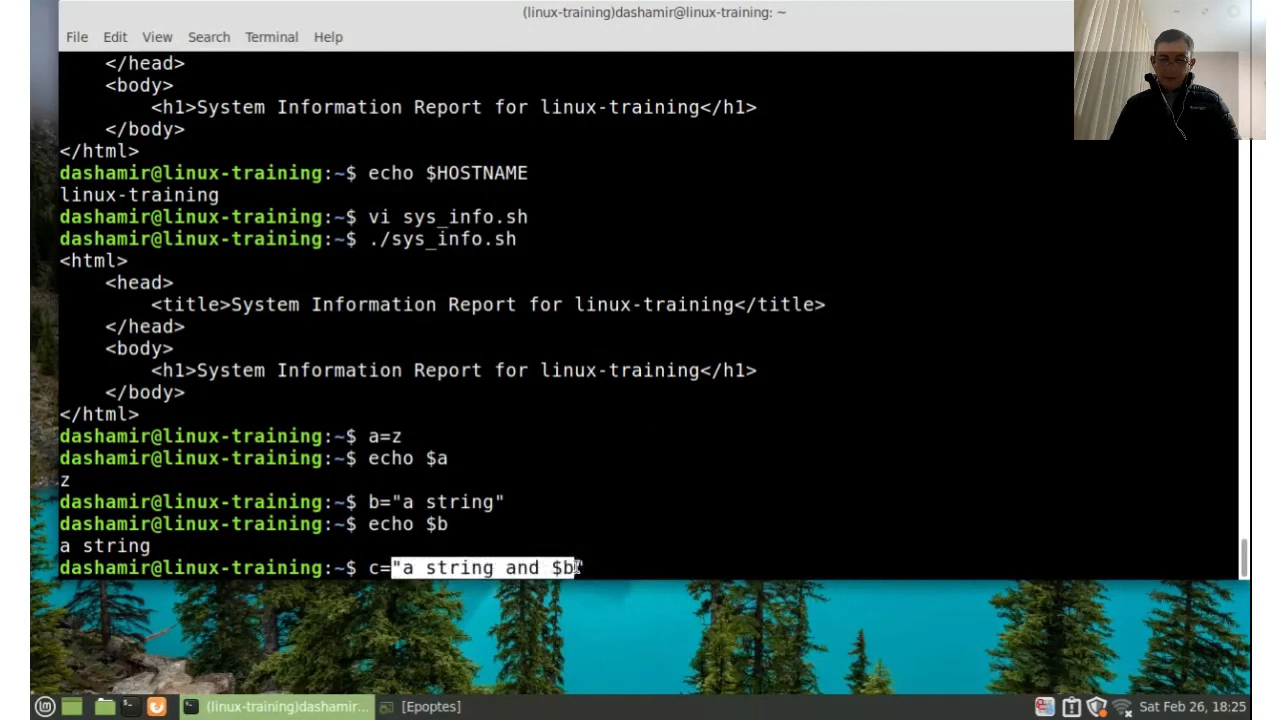 (linux-training)dashamir@linux-training: ~
File Edit View Search Terminal Help
</head>
<body>
<h1>System Information Report for linux-training</h1>
</body>
</html>
dashamir@linux-training:~$ echo $HOSTNAME
linux-training
dashamir@linux-training:~$ vi sys_info.sh
dashamir@linux-training:~$ ./sys_info.sh
<html>
<head>
<title>System Information Report for linux-training</title>
</head>
<body>
<h1>System Information Report for linux-training</h1>
</body>
</html>
dashamir@linux-training:~$ a=z
dashamir@linux-training:~$ echo $a
z
dashamir@linux-training:~$ b="a string"
dashamir@linux-training:~$ echo $b
a string
dashamir@linux-training:~$ c="a string and $b"
(linux-training)dashamir... [Epoptes] Sat Feb 26, 18:25